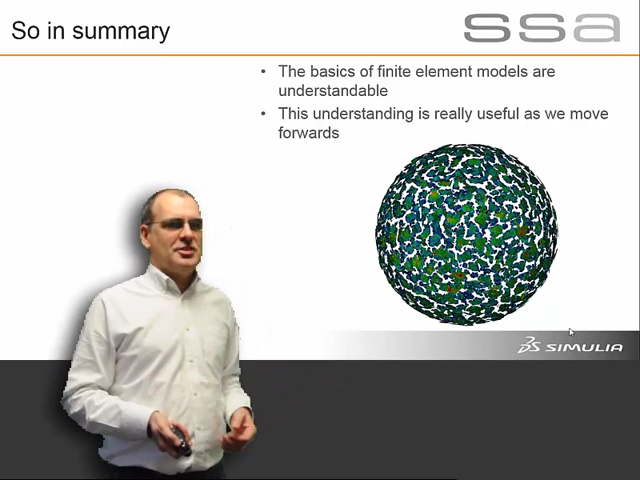 So in summary
ssa
• The basics of finite element models are
understandable
• This understanding is really useful as we move
forwards
SIMULIA